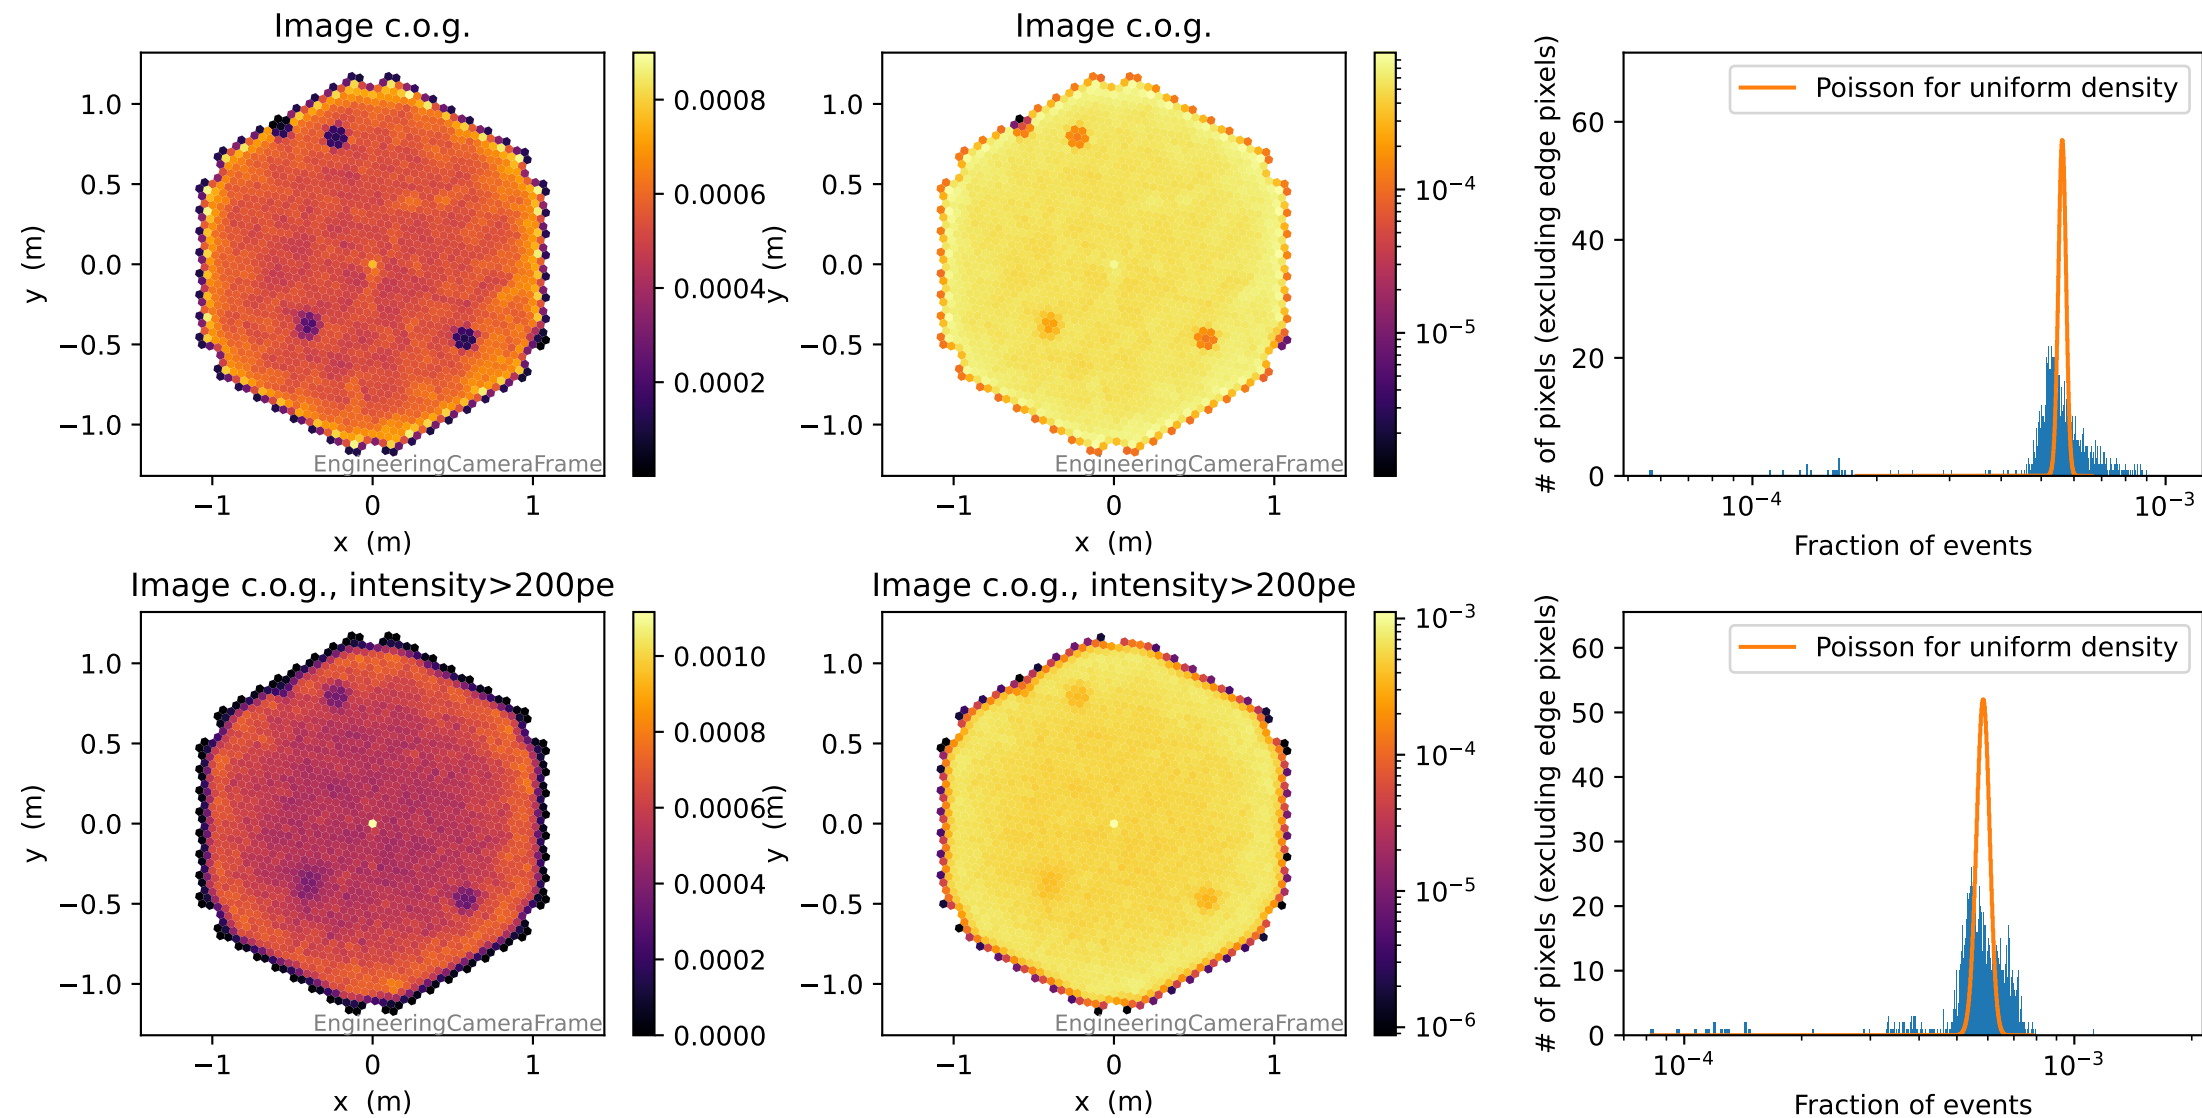 Image c.o.g.
1.0
0.5
0.0
−0.5
−1.0
y (m)
−1 0 1
x (m)
EngineeringCameraFrame
0.0008
0.0006
0.0004
0.0002
Image c.o.g.
1.0
0.5
0.0
−0.5
−1.0
y (m)
−1 0 1
x (m)
EngineeringCameraFrame
10−4
10−5
# of pixels (excluding edge pixels)
60
40
20
0
Poisson for uniform density
10−4 10−3
Fraction of events
Image c.o.g., intensity>200pe
1.0
0.5
0.0
−0.5
−1.0
y (m)
−1 0 1
x (m)
EngineeringCameraFrame
0.0010
0.0008
0.0006
0.0004
0.0002
0.0000
Image c.o.g., intensity>200pe
1.0
0.5
0.0
−0.5
−1.0
y (m)
−1 0 1
x (m)
EngineeringCameraFrame
10−3
10−4
10−5
10−6
# of pixels (excluding edge pixels)
60
50
40
30
20
10
0
Poisson for uniform density
10−4 10−3
Fraction of events